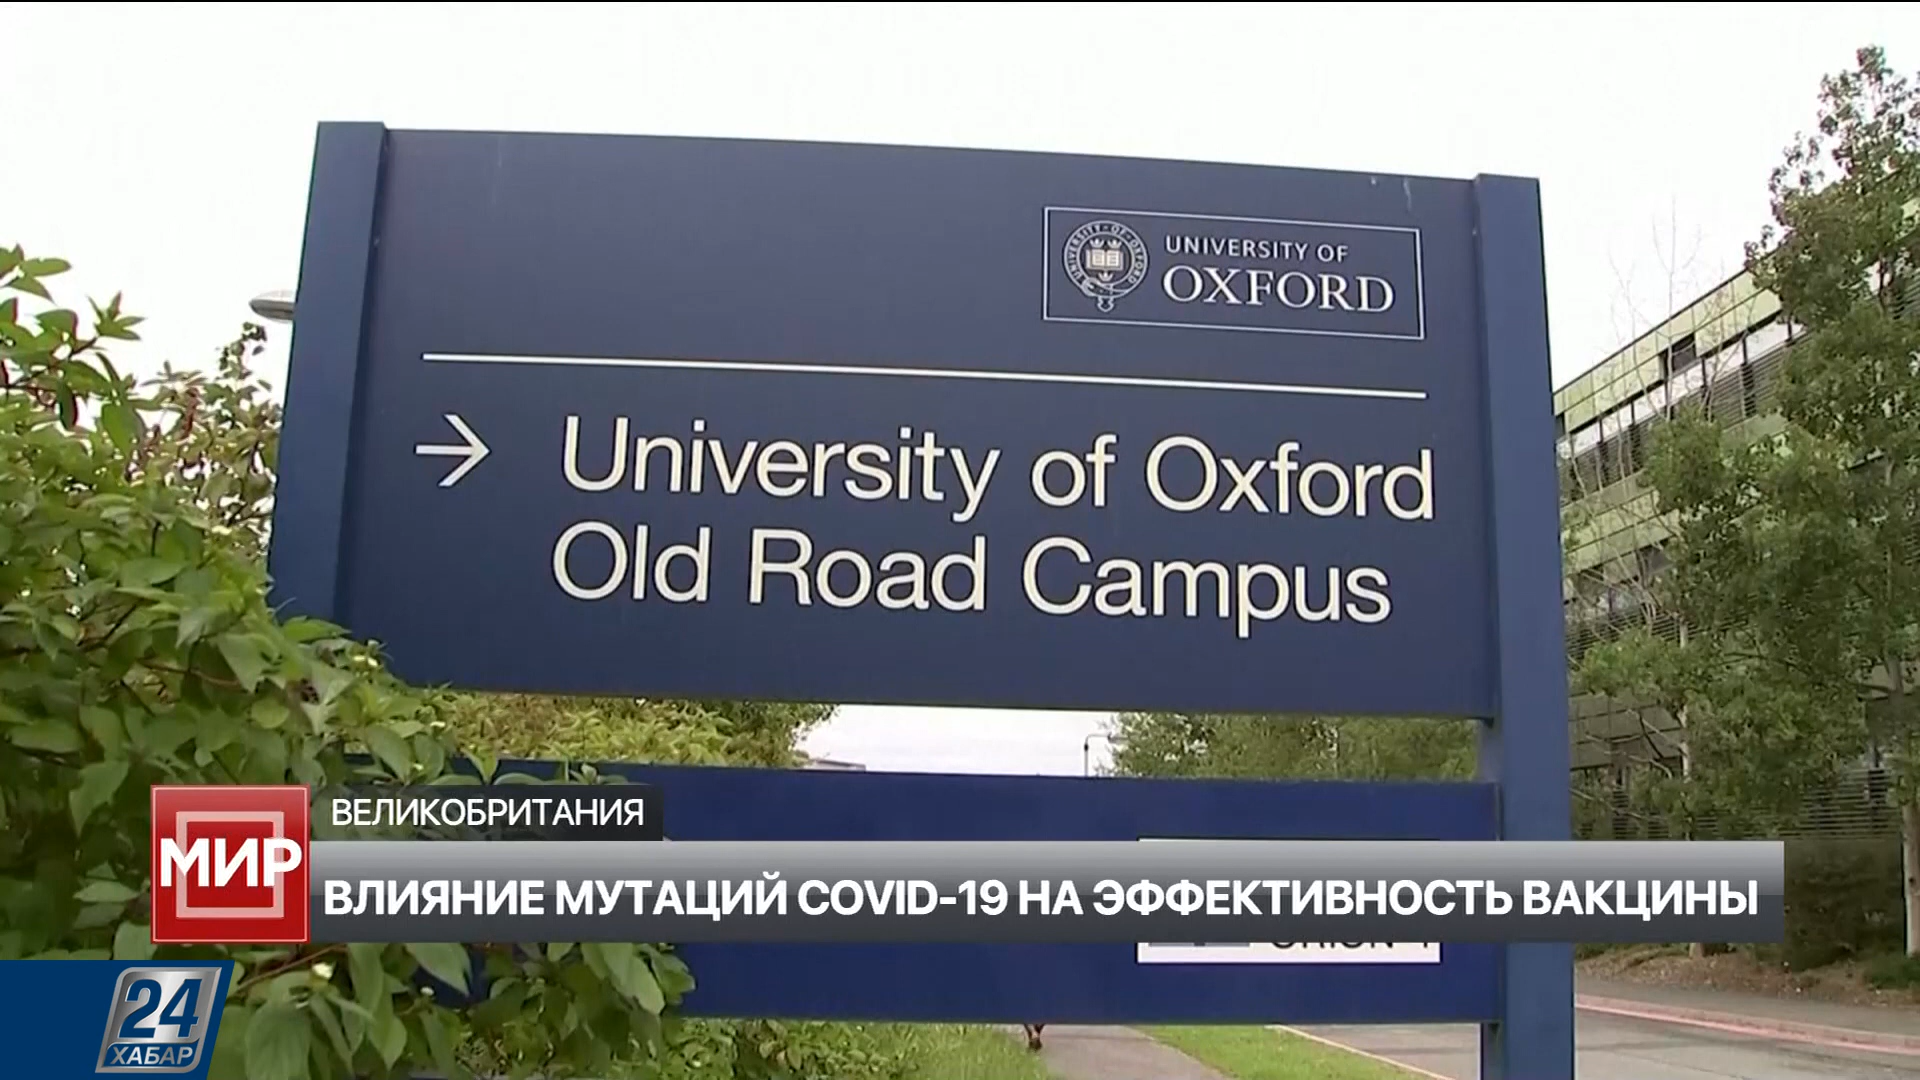 UNIVERSITY OF
OXFORD
→ University of Oxford
Old Road Campus
ВЕЛИКОБРИТАНИЯ
МИР
ВЛИЯНИЕ МУТАЦИЙ COVID-19 НА ЭФФЕКТИВНОСТЬ ВАКЦИНЫ
24
ХАБАР